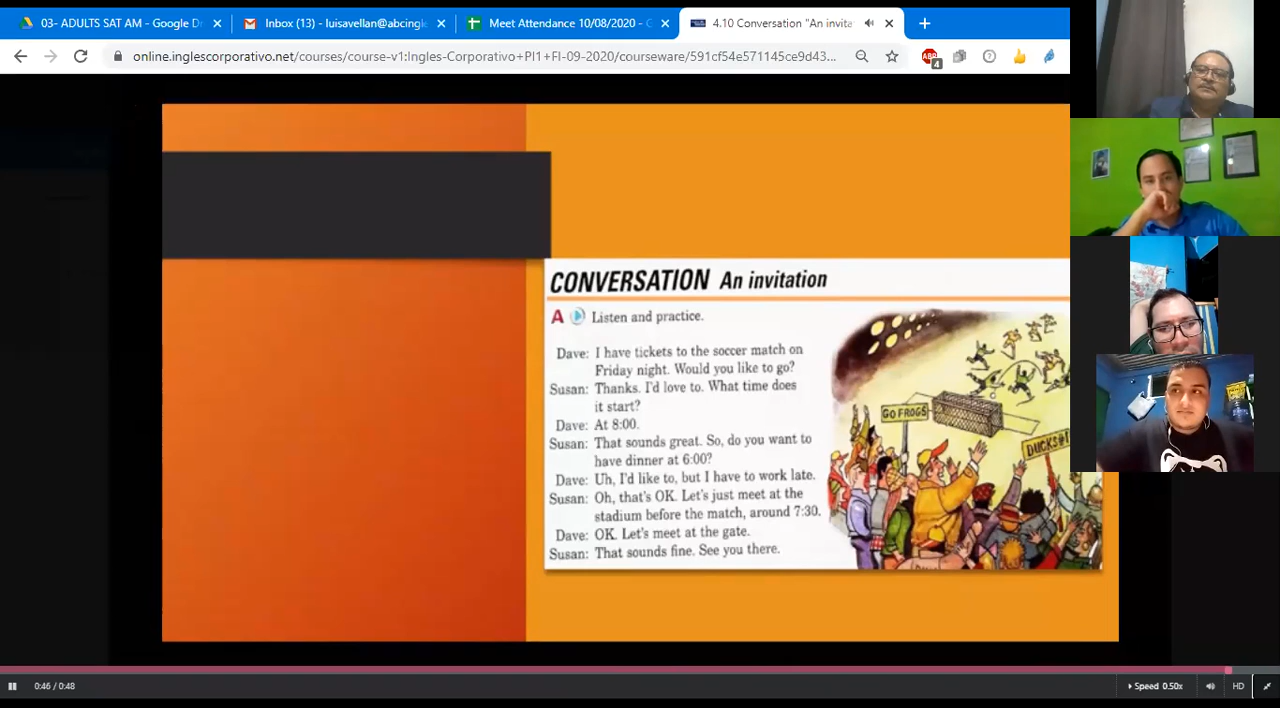 03- ADULTS SAT AM - Google Dr
Inbox (13) - luisavellan@abcingle
Meet Attendance 10/08/2020 - G
4.10 Conversation "An invita
online.inglescorporativo.net/courses/course-v1:Ingles-Corporativo+PI1+FI-09-2020/courseware/591cf54e571145ce9d43...
ABP
4
CONVERSATION An invitation
A Listen and practice.
Dave: I have tickets to the soccer match on
Friday night. Would you like to go?
Susan: Thanks. I'd love to. What time does
it start?
Dave: At 8:00.
Susan: That sounds great. So, do you want to
have dinner at 6:00?
Dave: Uh, I'd like to, but I have to work late.
Susan: Oh, that's OK. Let's just meet at the
stadium before the match, around 7:30.
Dave: OK. Let's meet at the gate.
Susan: That sounds fine. See you there.
GO FROGS
DUCKS#1
0:46 / 0:48
Speed 0.50x
HD